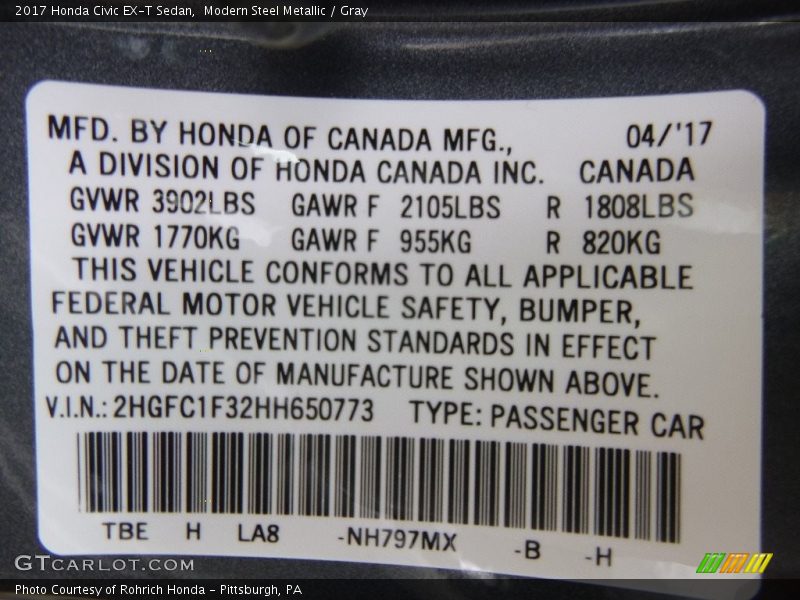 2017 Honda Civic EX-T Sedan,  Modern Steel Metallic / Gray
MFD. BY HONDA OF CANADA MFG., 04/'17
A DIVISION OF HONDA CANADA INC. CANADA
GVWR 3902LBS GAWR F 2105LBS R 1808LBS
GVWR 1770KG GAWR F 955KG R 820KG
THIS VEHICLE CONFORMS TO ALL APPLICABLE
FEDERAL MOTOR VEHICLE SAFETY, BUMPER,
AND THEFT PREVENTION STANDARDS IN EFFECT
ON THE DATE OF MANUFACTURE SHOWN ABOVE.
V.I.N.: 2HGFC1F32HH650773 TYPE: PASSENGER CAR
TBE H LA8 -NH797MX -B -H
GTCARLOT.COM
Photo Courtesy of Rohrich Honda - Pittsburgh, PA